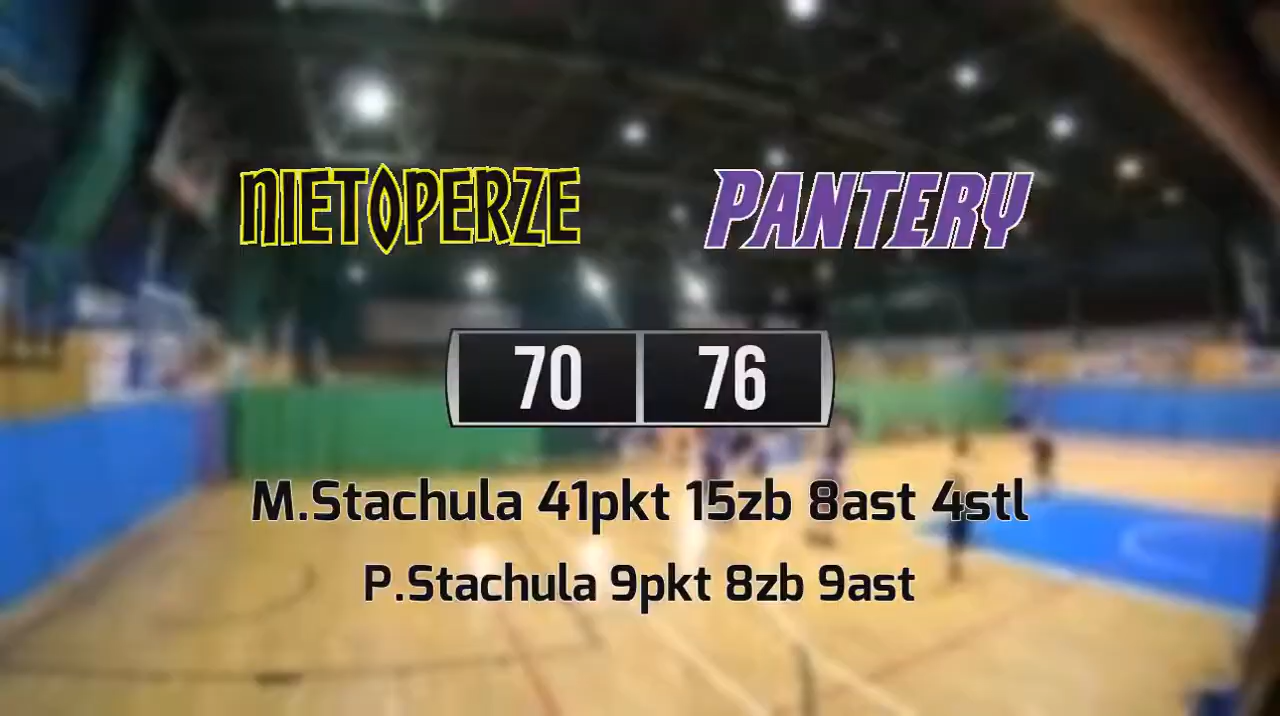 NIETOPERZE PANTERY
70 76
M.Stachula 41pkt 15zb 8ast 4stl
P.Stachula 9pkt 8zb 9ast